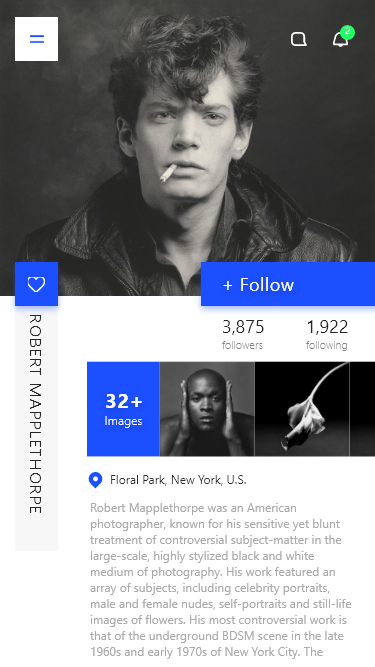 2
+ Follow
3,875
followers
1,922
following
ROBERT MAPPLETHORPE
32+
Images
Floral Park, New York, U.S.
Robert Mapplethorpe was an American
photographer, known for his sensitive yet blunt
treatment of controversial subject-matter in the
large-scale, highly stylized black and white
medium of photography. His work featured an
array of subjects, including celebrity portraits,
male and female nudes, self-portraits and still-life
images of flowers. His most controversial work is
that of the underground BDSM scene in the late
1960s and early 1970s of New York City. The